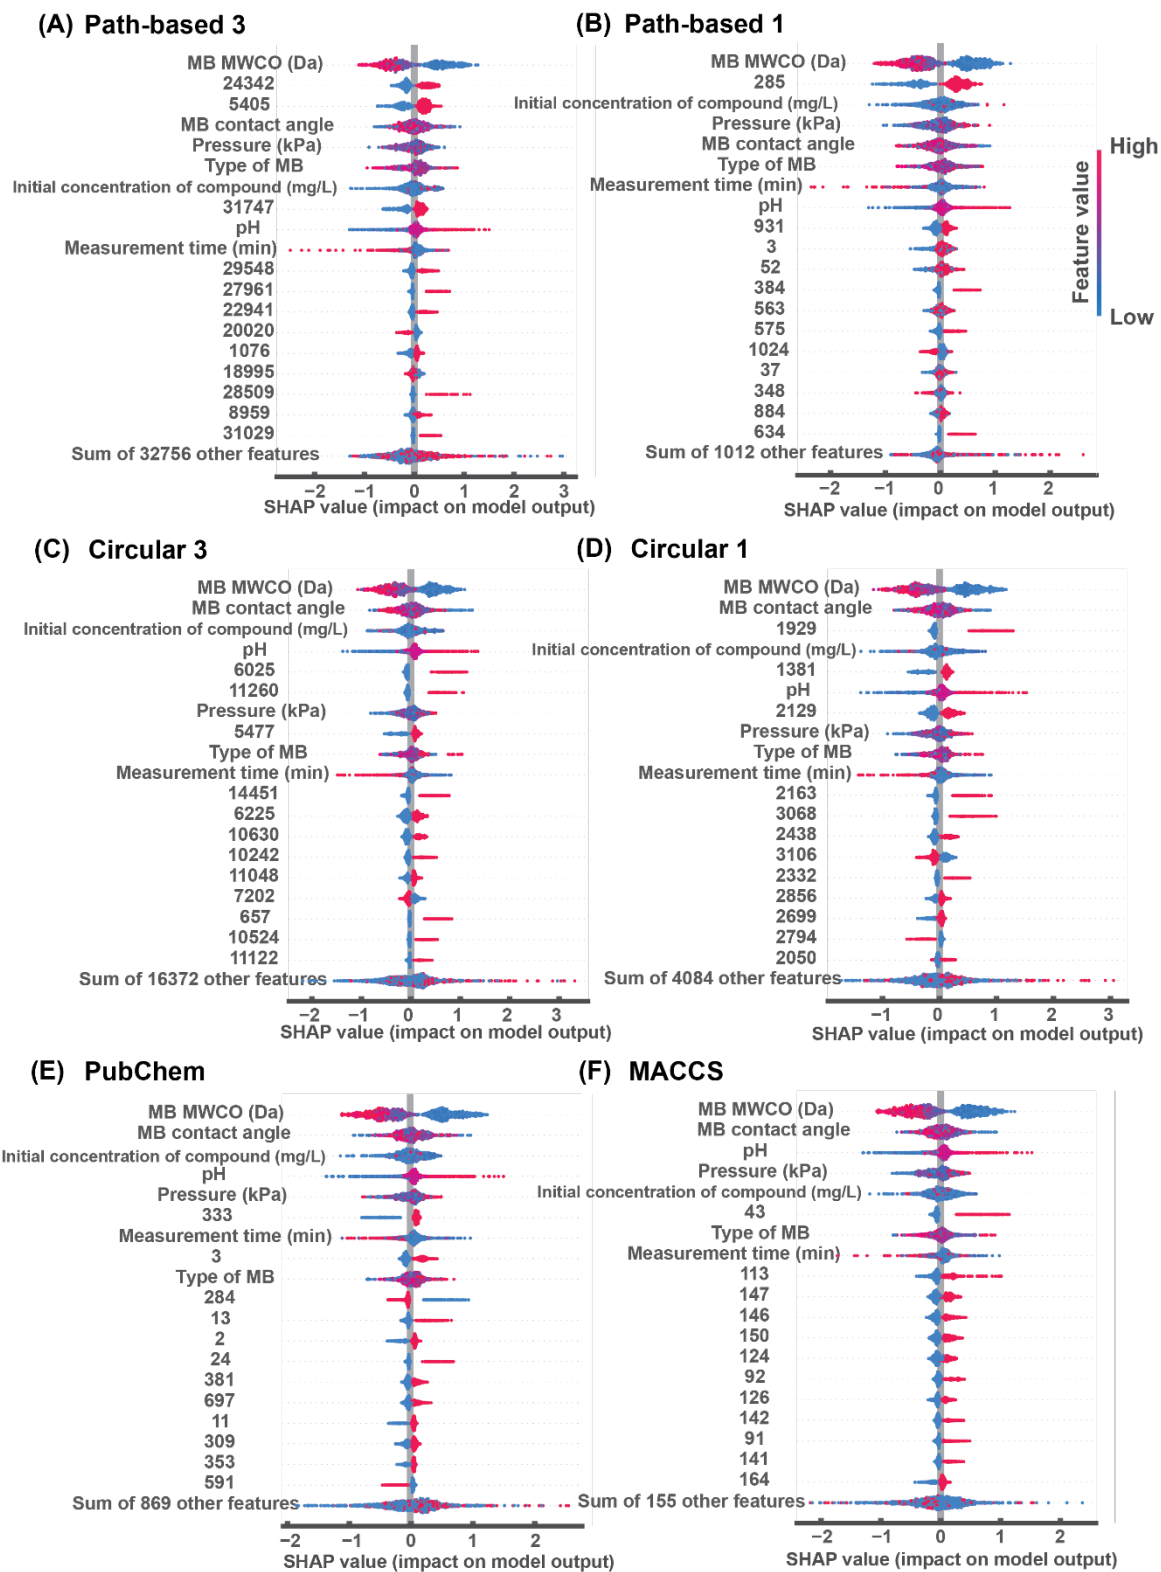 (A) Path-based 3
MB MWCO (Da)
24342
5405
MB contact angle
Pressure (kPa)
Type of MB
Initial concentration of compound (mg/L)
31747
pH
Measurement time (min)
29548
27961
22941
20020
1076
18995
28509
8959
31029
Sum of 32756 other features
−2 −1 0 1 2 3
SHAP value (impact on model output)
(B) Path-based 1
MB MWCO (Da)
285
Initial concentration of compound (mg/L)
Pressure (kPa)
MB contact angle
Type of MB
Measurement time (min)
pH
931
3
52
384
563
575
1024
37
348
884
634
Sum of 1012 other features
−2 −1 0 1 2
SHAP value (impact on model output)
High
Feature value
Low
(C) Circular 3
MB MWCO (Da)
MB contact angle
Initial concentration of compound (mg/L)
pH
6025
11260
Pressure (kPa)
5477
Type of MB
Measurement time (min)
14451
6225
10630
10242
11048
7202
657
10524
11122
Sum of 16372 other features
−2 −1 0 1 2 3
SHAP value (impact on model output)
(D) Circular 1
MB MWCO (Da)
MB contact angle
1929
Initial concentration of compound (mg/L)
1381
pH
2129
Pressure (kPa)
Type of MB
Measurement time (min)
2163
3068
2438
3106
2332
2856
2699
2794
2050
Sum of 4084 other features
−1 0 1 2 3
SHAP value (impact on model output)
(E) PubChem
MB MWCO (Da)
MB contact angle
Initial concentration of compound (mg/L)
pH
Pressure (kPa)
333
Measurement time (min)
3
Type of MB
284
13
2
24
381
697
11
309
353
591
Sum of 869 other features
−2 −1 0 1 2
SHAP value (impact on model output)
(F) MACCS
MB MWCO (Da)
MB contact angle
pH
Pressure (kPa)
Initial concentration of compound (mg/L)
43
Type of MB
Measurement time (min)
113
147
146
150
124
92
126
142
91
141
164
Sum of 155 other features
−2 −1 0 1 2
SHAP value (impact on model output)